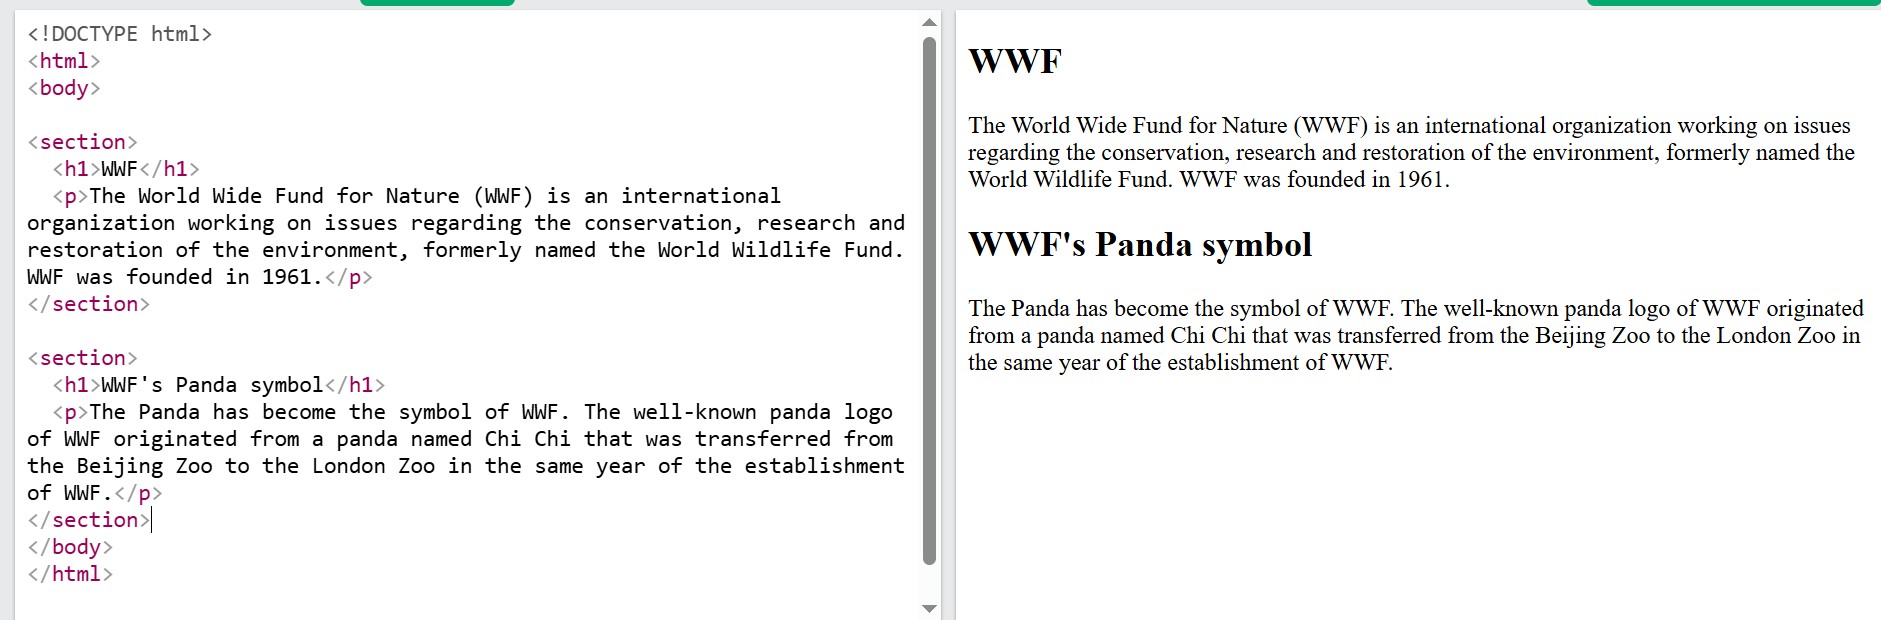 <!DOCTYPE html>
<html>
<body>
<section>
<h1>WWF</h1>
<p>The World Wide Fund for Nature (WWF) is an international
organization working on issues regarding the conservation, research and
restoration of the environment, formerly named the World Wildlife Fund.
WWF was founded in 1961.</p>
</section>
<section>
<h1>WWF's Panda symbol</h1>
<p>The Panda has become the symbol of WWF. The well-known panda logo
of WWF originated from a panda named Chi Chi that was transferred from
the Beijing Zoo to the London Zoo in the same year of the establishment
of WWF.</p>
</section>
</body>
</html>
WWF
The World Wide Fund for Nature (WWF) is an international organization working on issues
regarding the conservation, research and restoration of the environment, formerly named the
World Wildlife Fund. WWF was founded in 1961.
WWF's Panda symbol
The Panda has become the symbol of WWF. The well-known panda logo of WWF originated
from a panda named Chi Chi that was transferred from the Beijing Zoo to the London Zoo in
the same year of the establishment of WWF.